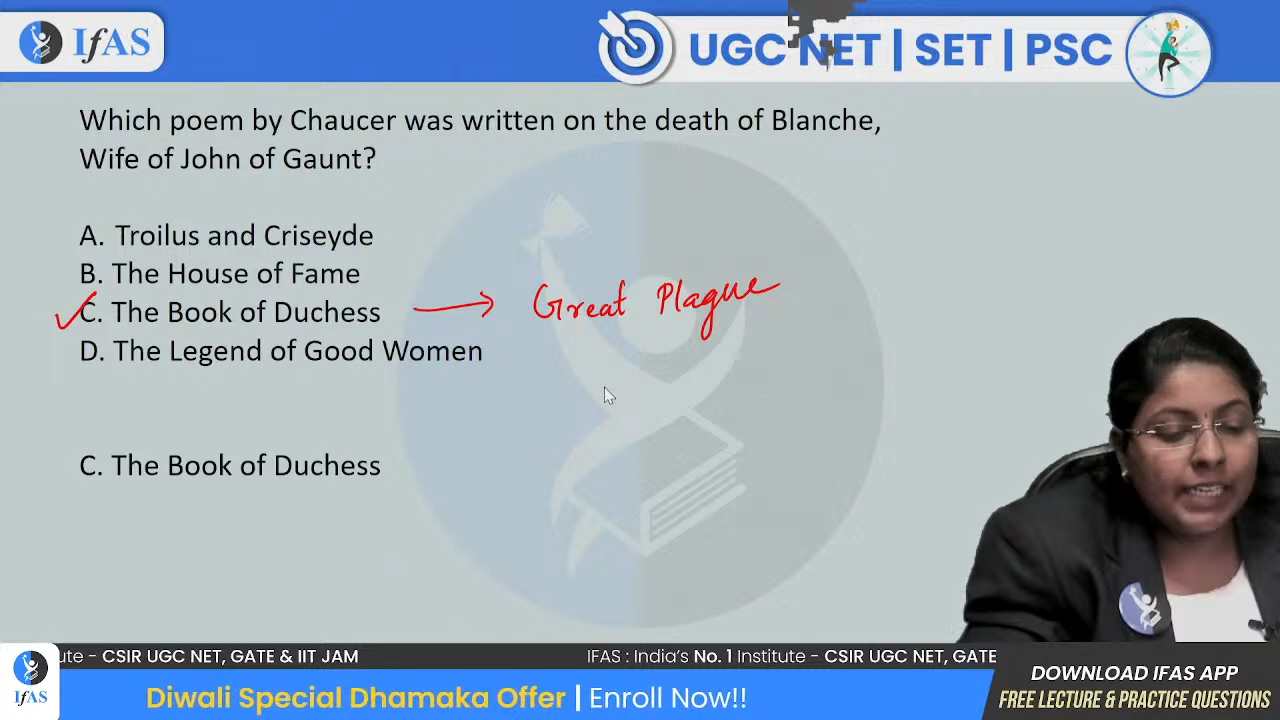 IfAS
UGC NET | SET | PSC
Which poem by Chaucer was written on the death of Blanche,
Wife of John of Gaunt?
A. Troilus and Criseyde
B. The House of Fame
C. The Book of Duchess
Great Plague
D. The Legend of Good Women
C. The Book of Duchess
ute - CSIR UGC NET, GATE & IIT JAM
IFAS : India's No. 1 Institute - CSIR UGC NET, GATE
IfAS
Diwali Special Dhamaka Offer | Enroll Now!!
DOWNLOAD IFAS APP
FREE LECTURE & PRACTICE QUESTIONS